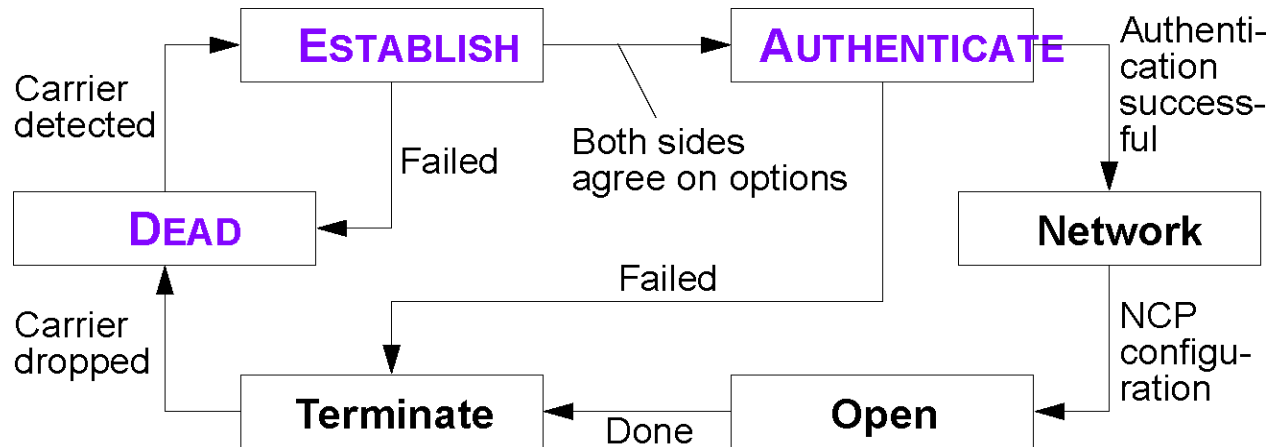 ESTABLISH
AUTHENTICATE
Authenti-
cation
success-
ful
Carrier
detected
Failed
Both sides
agree on options
DEAD
Network
Failed
Carrier
dropped
NCP
configu-
ration
Terminate
Done
Open